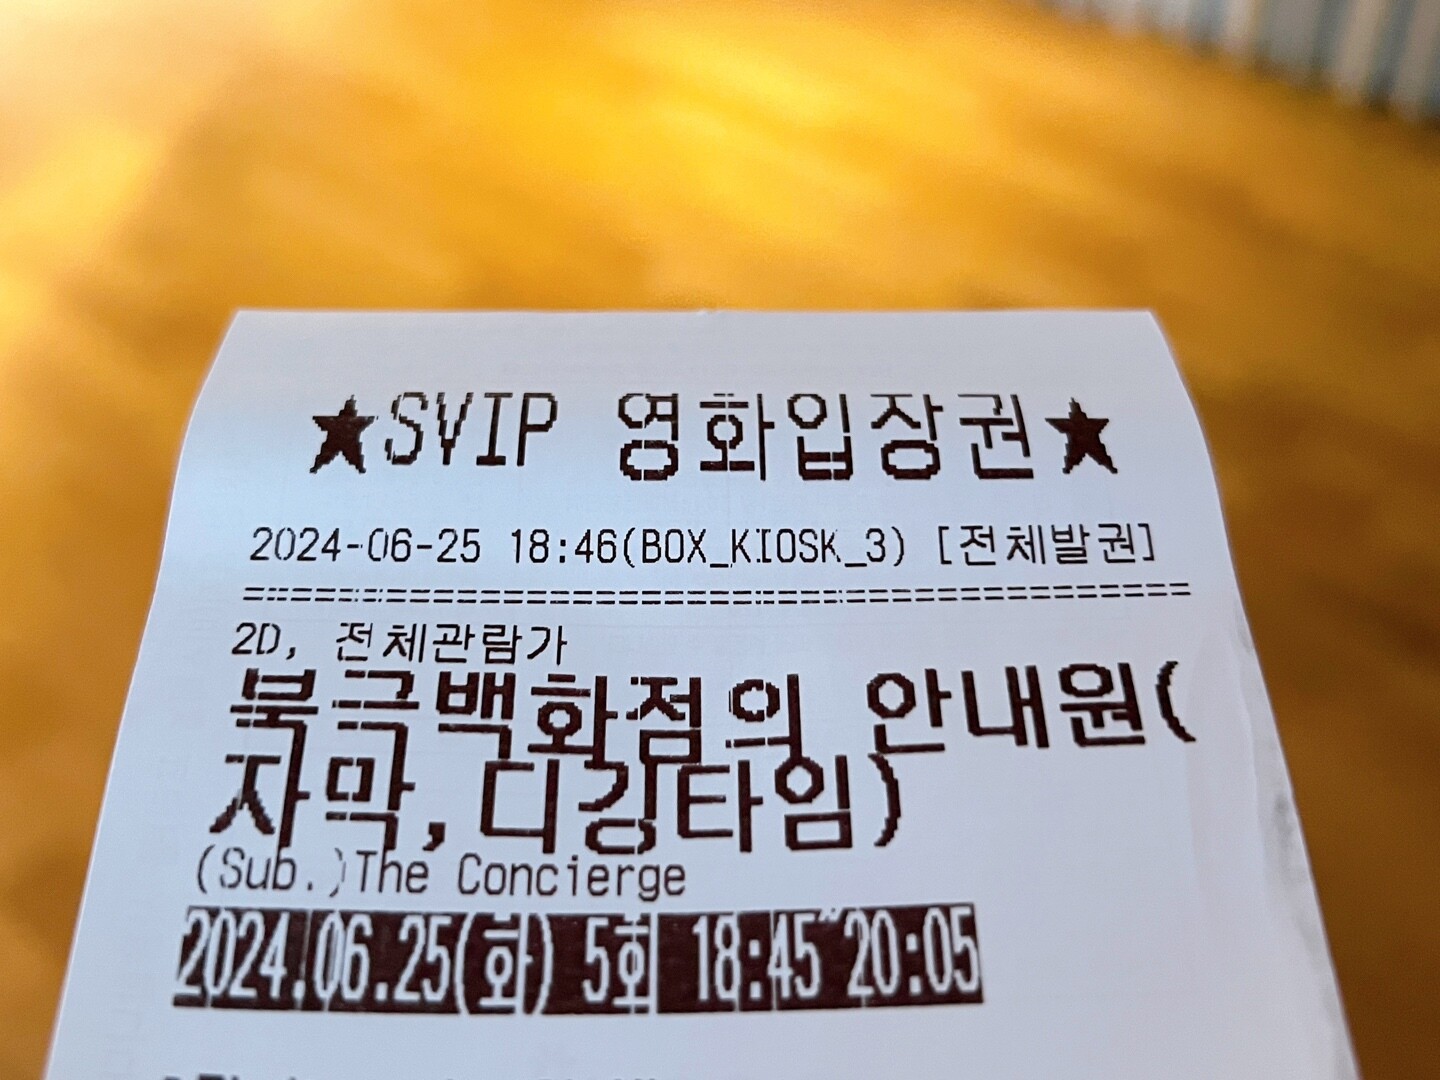 ★SVIP 영화입장권★
2024-06-25 18:46(BOX_KIOSK_3) [전체발권]
==================================================
2D, 전체관람가
북극백화점의 안내원(
자막,디깅타임)
(Sub.)The Concierge
2024.06.25(화) 5회 18:45~20:05